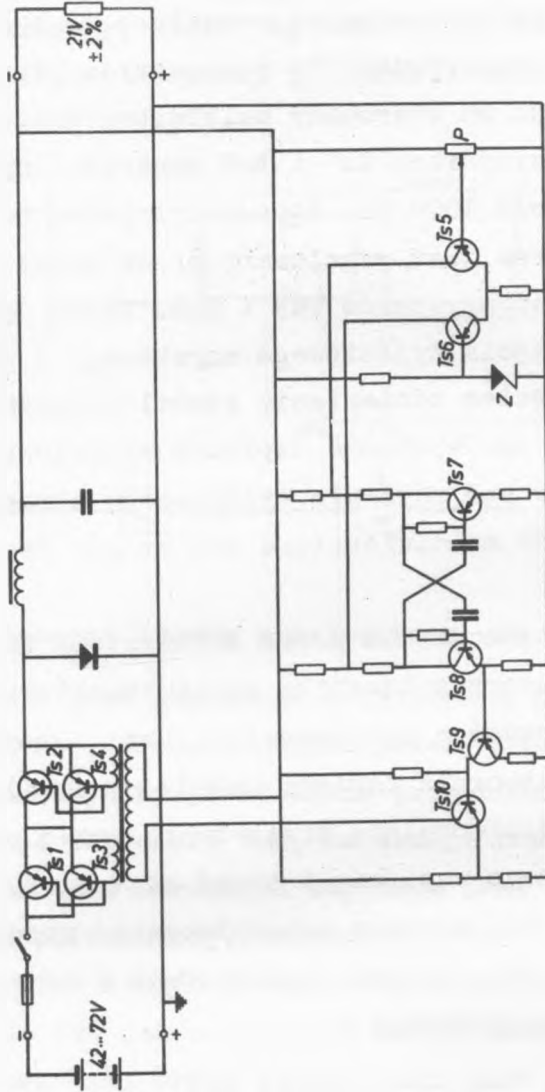 42...72V
−
+
Ts1
Ts2
Ts3
Ts4
−
21V
±2%
+
Ts10
Ts9
Ts8
Ts7
Ts6
Ts5
Z
P